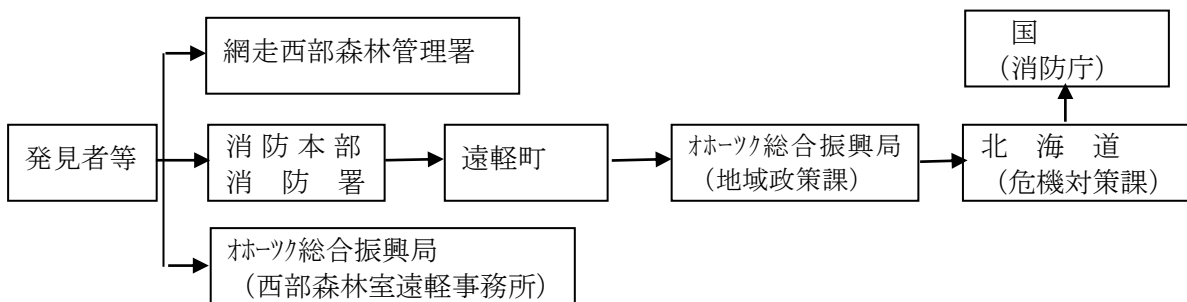 国
（消防庁）
網走西部森林管理署
発見者等
消防本部
消防署
遠軽町
ｵﾎｰﾂｸ総合振興局
（地域政策課）
北海道
（危機対策課）
ｵﾎｰﾂｸ総合振興局
（西部森林室遠軽事務所）